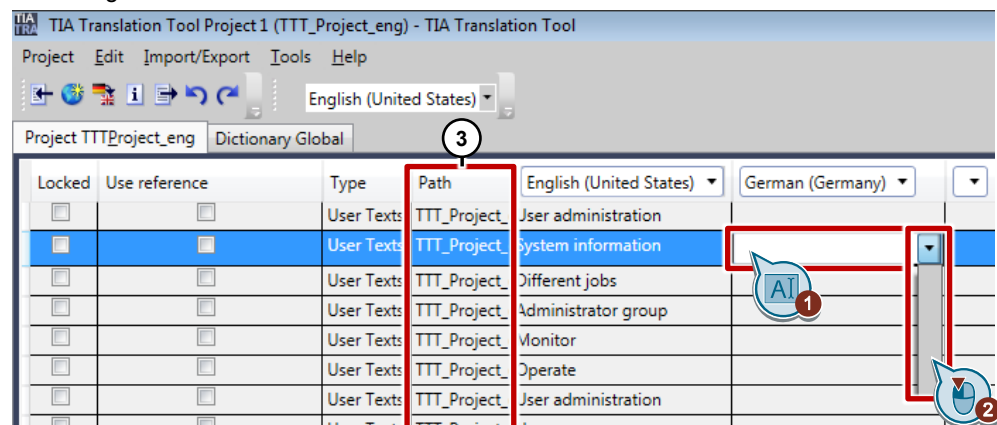 TIA TRA TIA Translation Tool Project 1 (TTT_Project_eng) - TIA Translation Tool
Project Edit Import/Export Tools Help
English (United States)
Project TTTProject_eng Dictionary Global
3
Locked Use reference Type Path English (United States) German (Germany)
User Texts TTT_Project_ User administration
User Texts TTT_Project_ System information
User Texts TTT_Project_ Different jobs
AI 1
User Texts TTT_Project_ Administrator group
User Texts TTT_Project_ Monitor
User Texts TTT_Project_ Operate
User Texts TTT_Project_ User administration
2